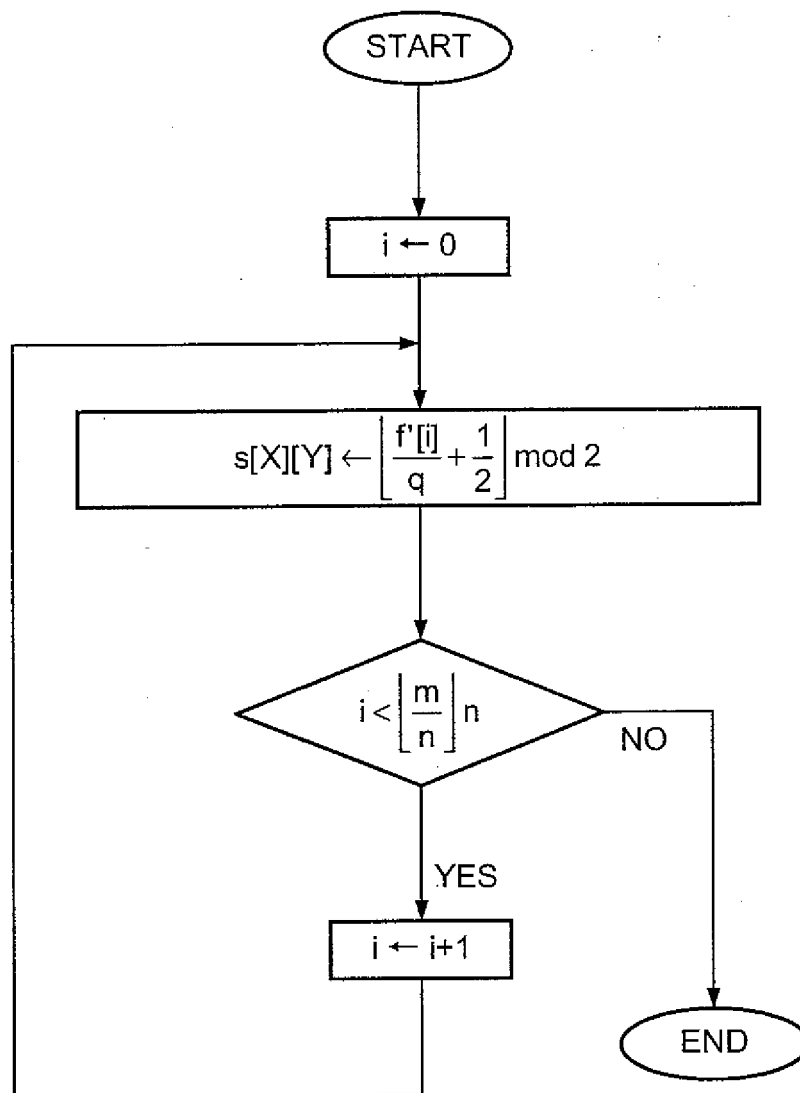 START
i ← 0
s[X][Y] ← ⌊ f'[i] / q + 1 / 2 ⌋ mod 2
i < ⌊ m / n ⌋ n
NO
YES
i ← i+1
END